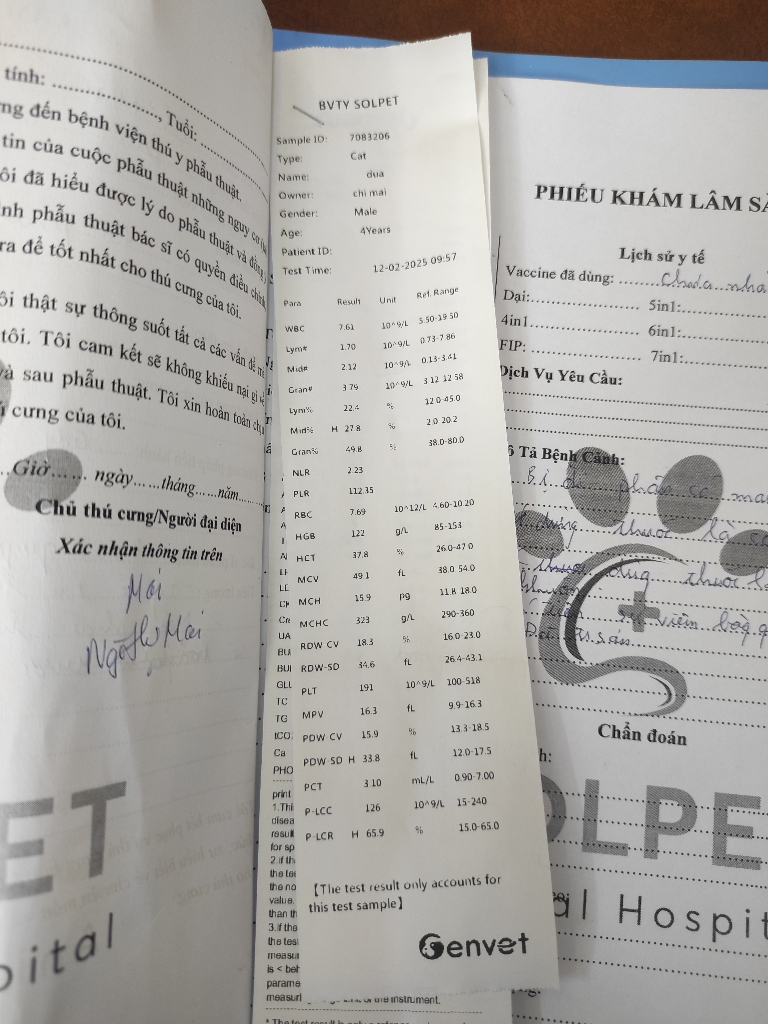 tính: ........................, Tuổi: ...............
ng đến bệnh viện thú y phẫu thuật.
tin của cuộc phẫu thuật những nguy cơ
ôi đã hiểu được lý do phẫu thuật và đồng
nh phẫu thuật bác sĩ có quyền điều chỉnh
ra để tốt nhất cho thú cưng của tôi.
ôi thật sự thông suốt tất cả các vấn đề
tôi. Tôi cam kết sẽ không khiếu nại gì
và sau phẫu thuật. Tôi xin hoàn toàn
cưng của tôi.
...Giờ...... ngày......tháng......năm......
Chủ thú cưng/Người đại diện
Xác nhận thông tin trên
Mai
Ngô Thị Mai
ET
pital
BVTY SOLPET
Sample ID: 7083206
Type: Cat
Name: dua
Owner: chi mai
Gender: Male
Age: 4Years
Patient ID:
Test Time: 12-02-2025 09:57
Para Result Unit Ref. Range
WBC 7.61 10^9/L 5.50-19.50
Lym# 1.70 10^9/L 0.73-7.86
Mid# 2.12 10^9/L 0.13-3.41
Gran# 3.79 10^9/L 3.12-12.58
Lym% 22.4 % 12.0-45.0
Mid% H 27.8 % 2.0-20.2
Gran% 49.8 % 38.0-80.0
NLR 2.23
PLR 112.35
RBC 7.69 10^12/L 4.60-10.20
HGB 122 g/L 85-153
HCT 37.8 % 26.0-47.0
MCV 49.1 fL 38.0-54.0
MCH 15.9 pg 11.8-18.0
MCHC 323 g/L 290-360
RDW-CV 18.3 % 16.0-23.0
RDW-SD 34.6 fL 26.4-43.1
PLT 191 10^9/L 100-518
MPV 16.3 fL 9.9-16.3
PDW-CV 15.9 % 13.3-18.5
PDW-SD H 33.8 fL 12.0-17.5
PCT 3.10 mL/L 0.90-7.00
P-LCC 126 10^9/L 15-240
P-LCR H 65.9 % 15.0-65.0
【The test result only accounts for
this test sample】
Genvet
UA
TC
TG
Ca
PHO
print
1.Thi
disea
result
for sp
2.if th
the tes
the no
value.
than th
3.if the
the tes
measu
is < beh
parame
measuri
of the instrument.
PHIẾU KHÁM LÂM SÀ
Lịch sử y tế
Vaccine đã dùng: .......Chưa nhắ
Dại:......................... 5in1:
4in1......................... 6in1:
FIP: ........................ 7in1:
Dịch Vụ Yêu Cầu:
ô Tả Bệnh Cảnh:
thuốc là
thuốc
viêm bàng q
Chẩn đoán
h:
OLPE
al Hospit